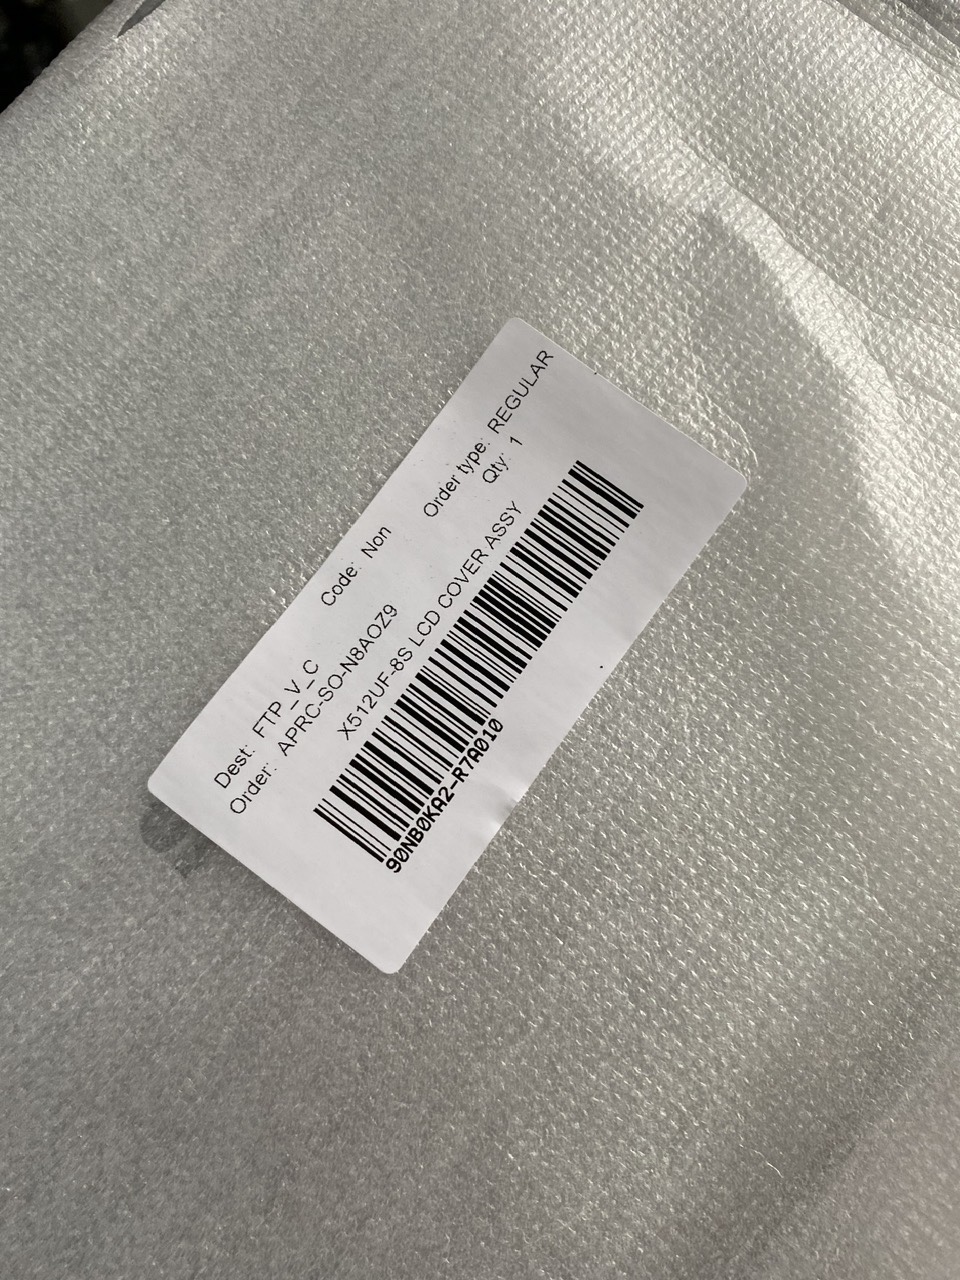 Dest: FTP_V_C Code: Non Order type: REGULAR
Order: APRC-SO-N8AOZ9 Qty: 1
X512UF-8S LCD COVER ASSY
90NB0KA2-R7A010